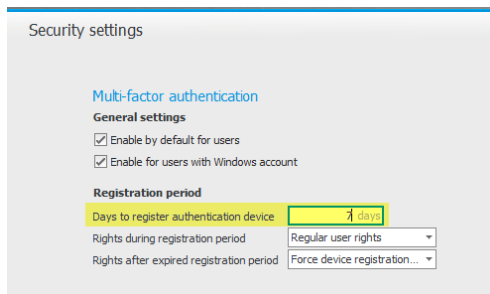 Security settings
Multi-factor authentication
General settings
Enable by default for users
Enable for users with Windows account
Registration period
Days to register authentication device 7 days
Rights during registration period Regular user rights
Rights after expired registration period Force device registration...